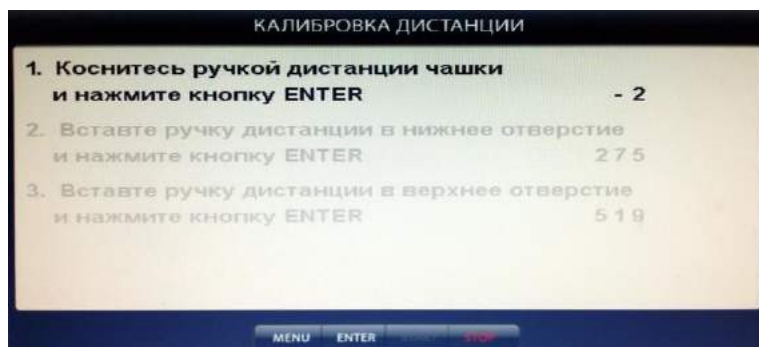 КАЛИБРОВКА ДИСТАНЦИИ
1. Коснитесь ручкой дистанции чашки
и нажмите кнопку ENTER - 2
2. Вставте ручку дистанции в нижнее отверстие
и нажмите кнопку ENTER 275
3. Вставте ручку дистанции в верхнее отверстие
и нажмите кнопку ENTER 519
MENU ENTER STOP